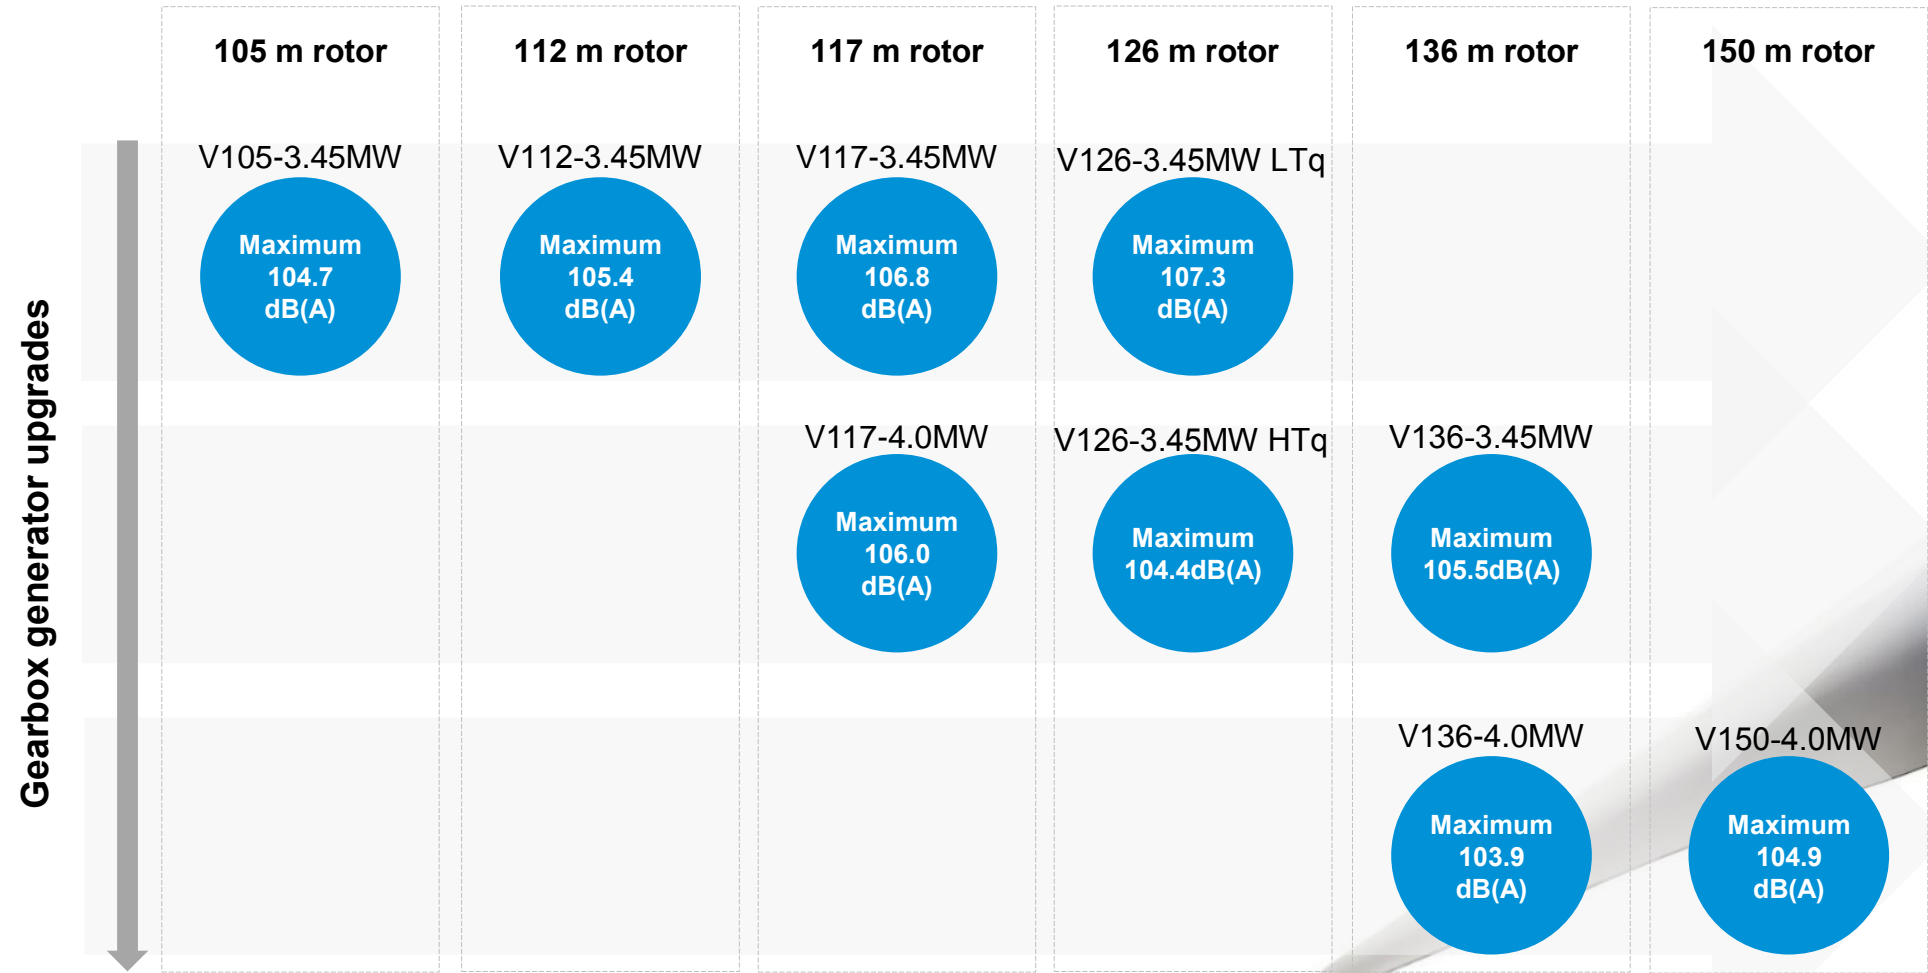 105 m rotor
112 m rotor
117 m rotor
126 m rotor
136 m rotor
150 m rotor
Gearbox generator upgrades
V105-3.45MW
Maximum
104.7
dB(A)
V112-3.45MW
Maximum
105.4
dB(A)
V117-3.45MW
Maximum
106.8
dB(A)
V126-3.45MW LTq
Maximum
107.3
dB(A)
V117-4.0MW
Maximum
106.0
dB(A)
V126-3.45MW HTq
Maximum
104.4dB(A)
V136-3.45MW
Maximum
105.5dB(A)
V136-4.0MW
Maximum
103.9
dB(A)
V150-4.0MW
Maximum
104.9
dB(A)